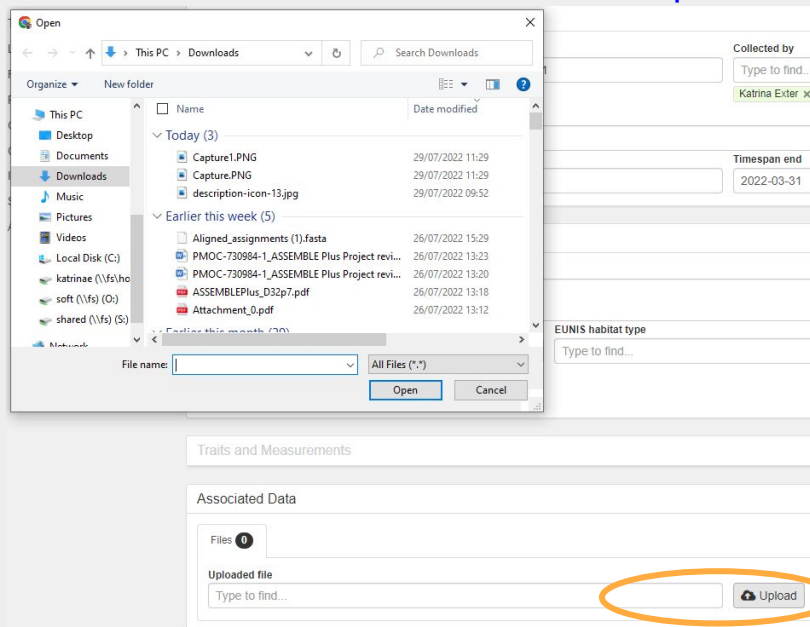 Open
This PC > Downloads
Search Downloads
Organize
New folder
This PC
Desktop
Documents
Downloads
Music
Pictures
Videos
Local Disk (C:)
katrinae (\\fs\ho
soft (\\fs) (O:)
shared (\\fs) (S:)
Network
Name Date modified
Today (3)
Capture1.PNG 29/07/2022 11:29
Capture.PNG 29/07/2022 11:29
description-icon-13.jpg 29/07/2022 09:52
Earlier this week (5)
Aligned_assignments (1).fasta 26/07/2022 15:29
PMOC-730984-1_ASSEMBLE Plus Project revi... 26/07/2022 13:23
PMOC-730984-1_ASSEMBLE Plus Project revi... 26/07/2022 13:20
ASSEMBLEPlus_D32p7.pdf 26/07/2022 13:18
Attachment_0.pdf 26/07/2022 13:12
Earlier this month (29)
File name:
All Files (*.*)
Open
Cancel
Collected by
Type to find...
Katrina Exter ×
Timespan end
2022-03-31
EUNIS habitat type
Type to find...
Traits and Measurements
Associated Data
Files 0
Uploaded file
Type to find...
Upload